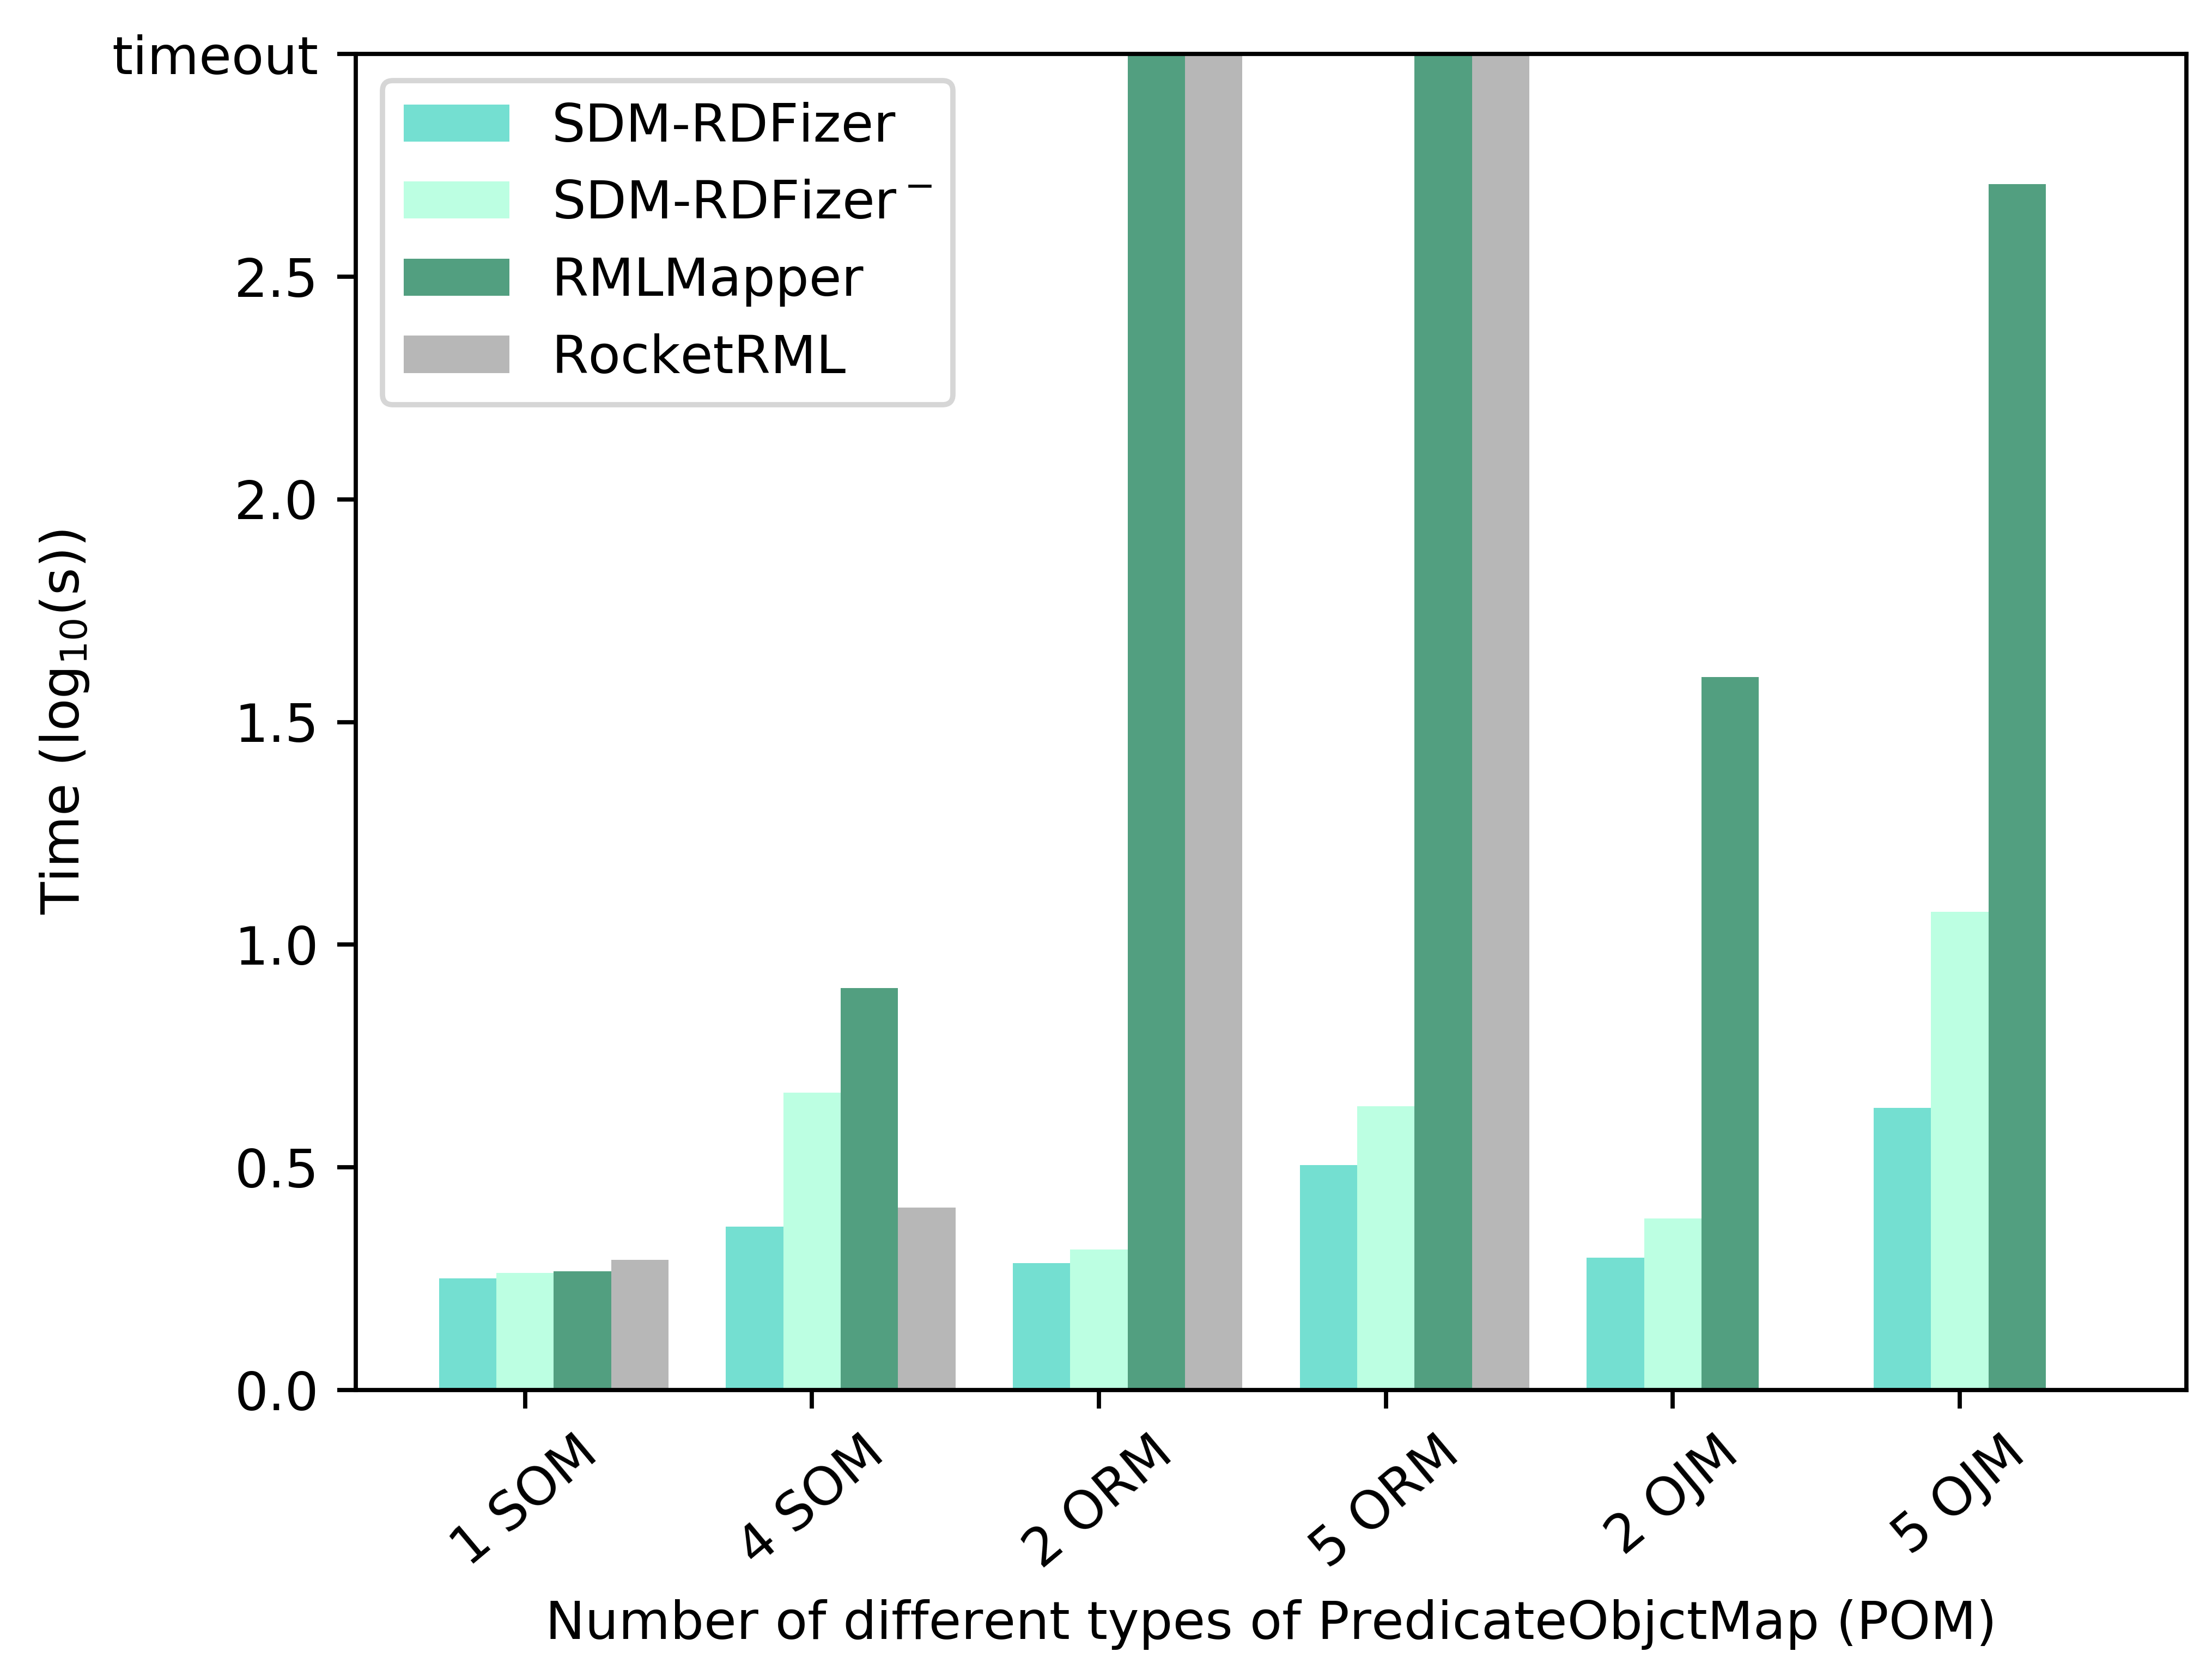 timeout
2.5
2.0
1.5
1.0
0.5
0.0
Time (log₁₀(s))
SDM-RDFizer
SDM-RDFizer⁻
RMLMapper
RocketRML
1 SOM
4 SOM
2 ORM
5 ORM
2 OJM
5 OJM
Number of different types of PredicateObjctMap (POM)